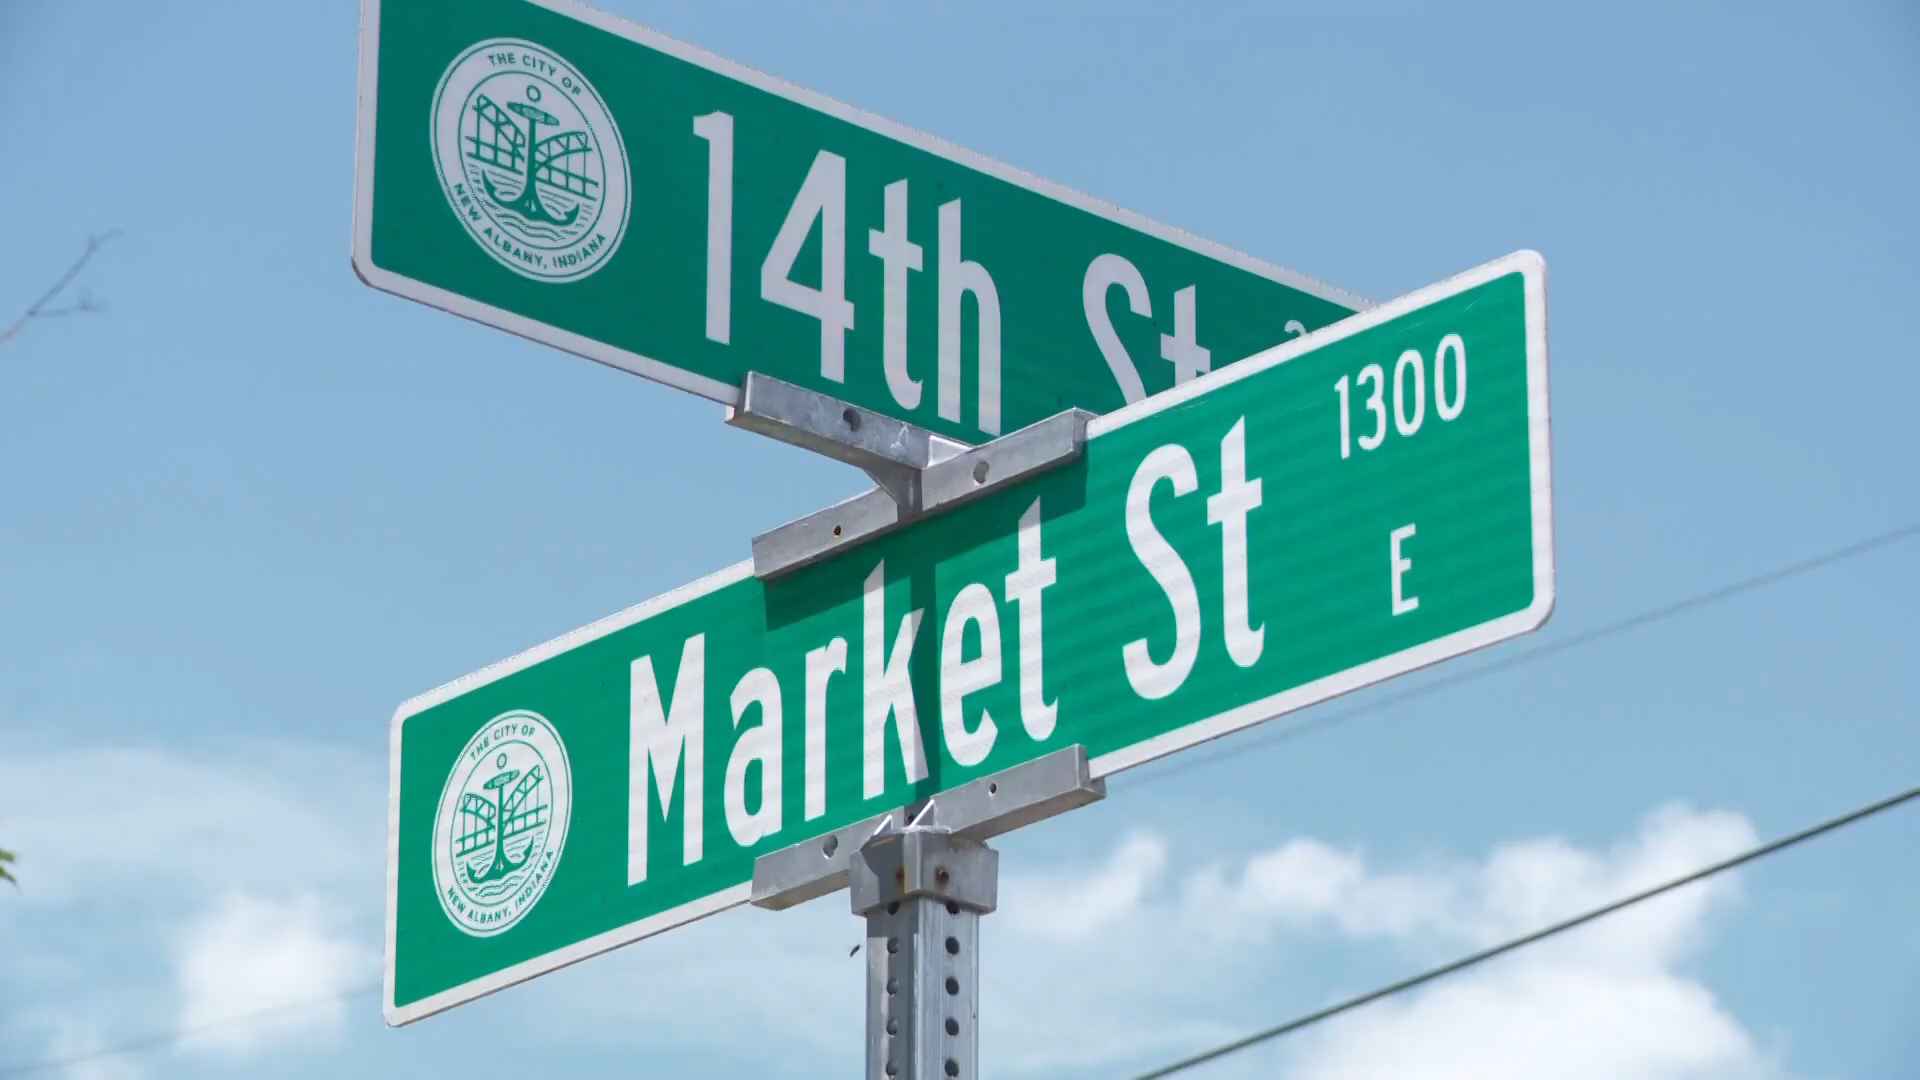 THE CITY OF
NEW ALBANY, INDIANA
14th St
1300
Market St
E
THE CITY OF
NEW ALBANY, INDIANA